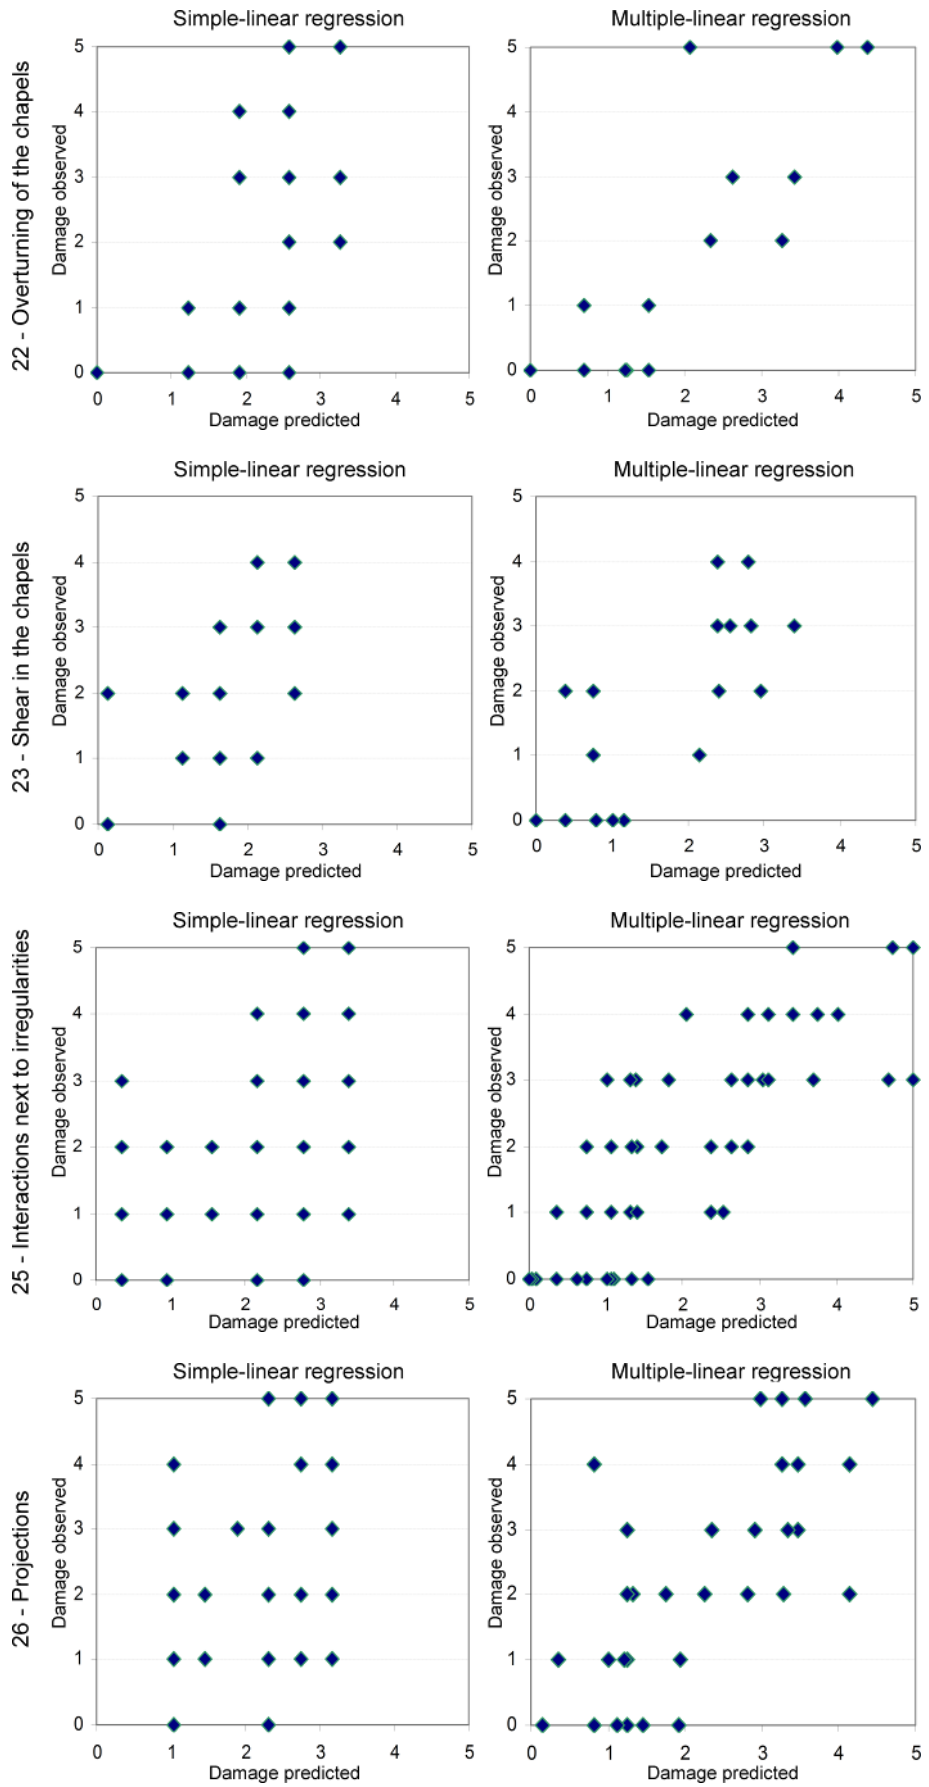 22 - Overturning of the chapels
Simple-linear regression
Damage observed
5
4
3
2
1
0
0 1 2 3 4 5
Damage predicted
Multiple-linear regression
Damage observed
5
4
3
2
1
0
0 1 2 3 4 5
Damage predicted
23 - Shear in the chapels
Simple-linear regression
Damage observed
5
4
3
2
1
0
0 1 2 3 4 5
Damage predicted
Multiple-linear regression
Damage observed
5
4
3
2
1
0
0 1 2 3 4 5
Damage predicted
25 - Interactions next to irregularities
Simple-linear regression
Damage observed
5
4
3
2
1
0
0 1 2 3 4 5
Damage predicted
Multiple-linear regression
Damage observed
5
4
3
2
1
0
0 1 2 3 4 5
Damage predicted
26 - Projections
Simple-linear regression
Damage observed
5
4
3
2
1
0
0 1 2 3 4 5
Damage predicted
Multiple-linear regression
Damage observed
5
4
3
2
1
0
0 1 2 3 4 5
Damage predicted